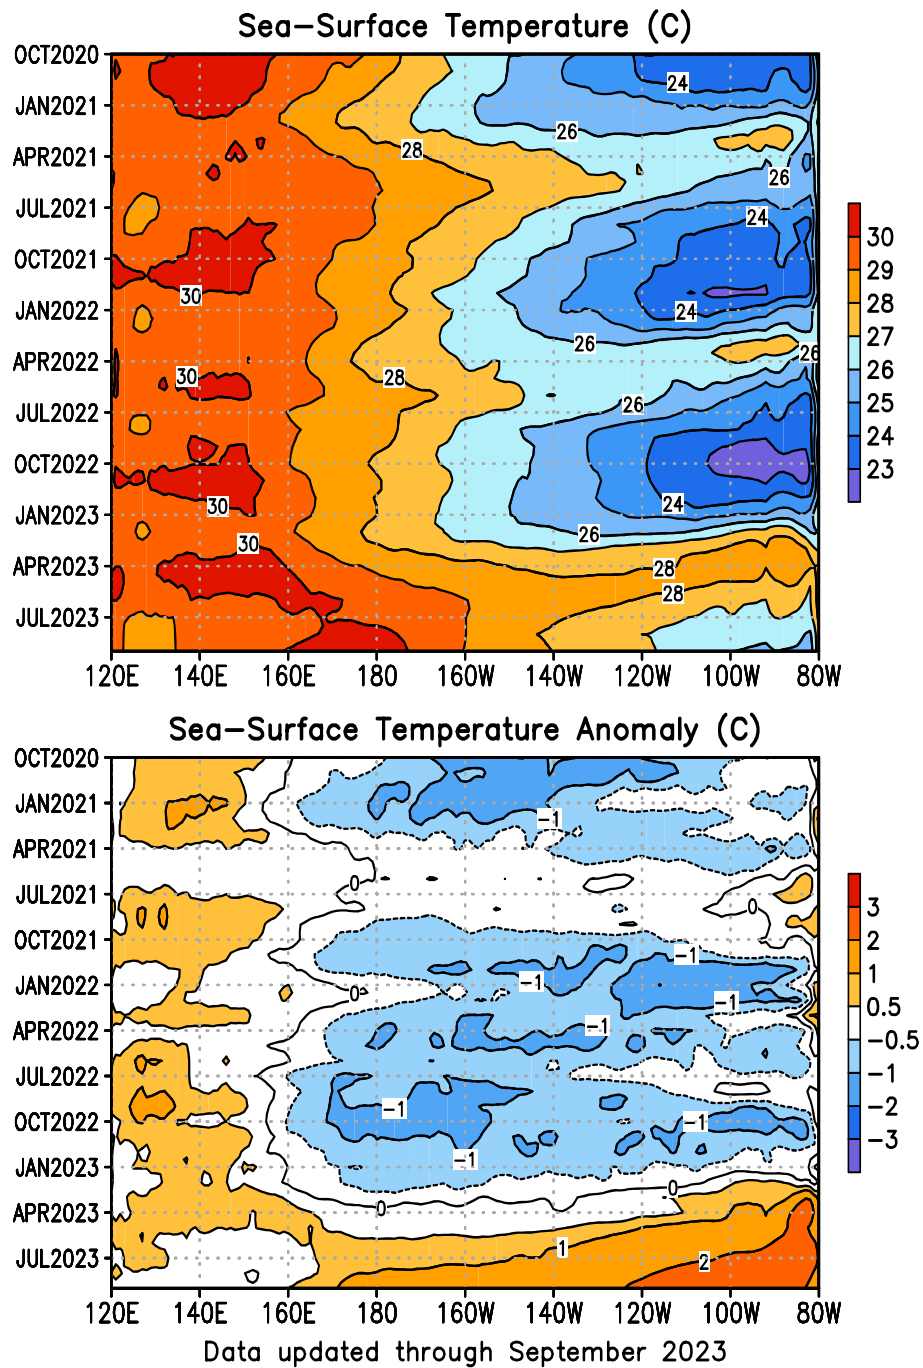 Sea-Surface Temperature (C)
OCT2020
JAN2021
APR2021
JUL2021
OCT2021
JAN2022
APR2022
JUL2022
OCT2022
JAN2023
APR2023
JUL2023
24
26
28
26
24
30
24
26
26
30
28
26
24
30
26
30
28
28
120E 140E 160E 180 160W 140W 120W 100W 80W
30
29
28
27
26
25
24
23
Sea-Surface Temperature Anomaly (C)
OCT2020
JAN2021
APR2021
JUL2021
OCT2021
JAN2022
APR2022
JUL2022
OCT2022
JAN2023
APR2023
JUL2023
-1
0
0
-1
-1
0
-1
-1
-1
-1
-1
0
0
1
2
120E 140E 160E 180 160W 140W 120W 100W 80W
3
2
1
0.5
-0.5
-1
-2
-3
Data updated through September 2023